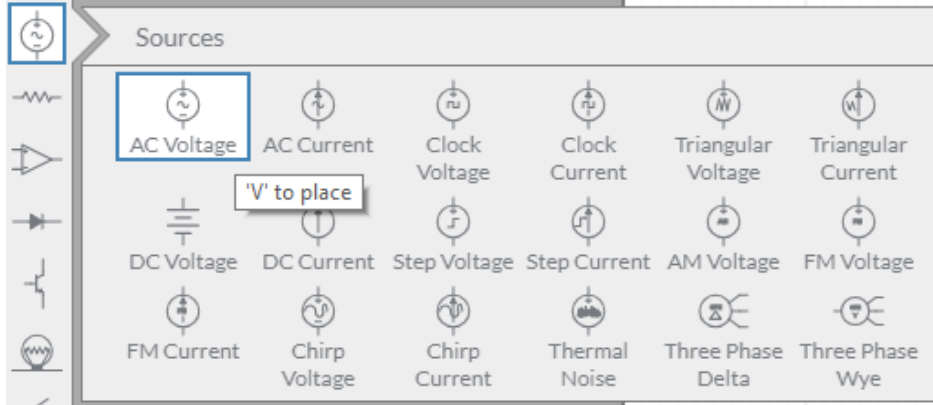 Sources
AC Voltage AC Current Clock Voltage Clock Current Triangular Voltage Triangular Current
'V' to place
DC Voltage DC Current Step Voltage Step Current AM Voltage FM Voltage
FM Current Chirp Voltage Chirp Current Thermal Noise Three Phase Delta Three Phase Wye